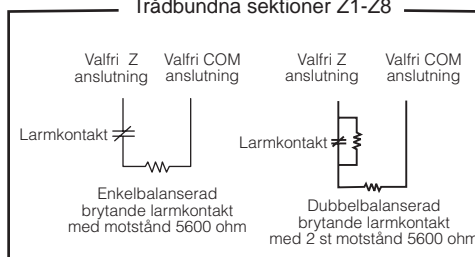 Trådbundna sektioner Z1-Z8
Valfri Z anslutning
Valfri COM anslutning
Larmkontakt
Enkelbalanserad
brytande larmkontakt
med motstånd 5600 ohm
Valfri Z anslutning
Valfri COM anslutning
Larmkontakt
Dubbelbalanserad
brytande larmkontakt
med 2 st motstånd 5600 ohm